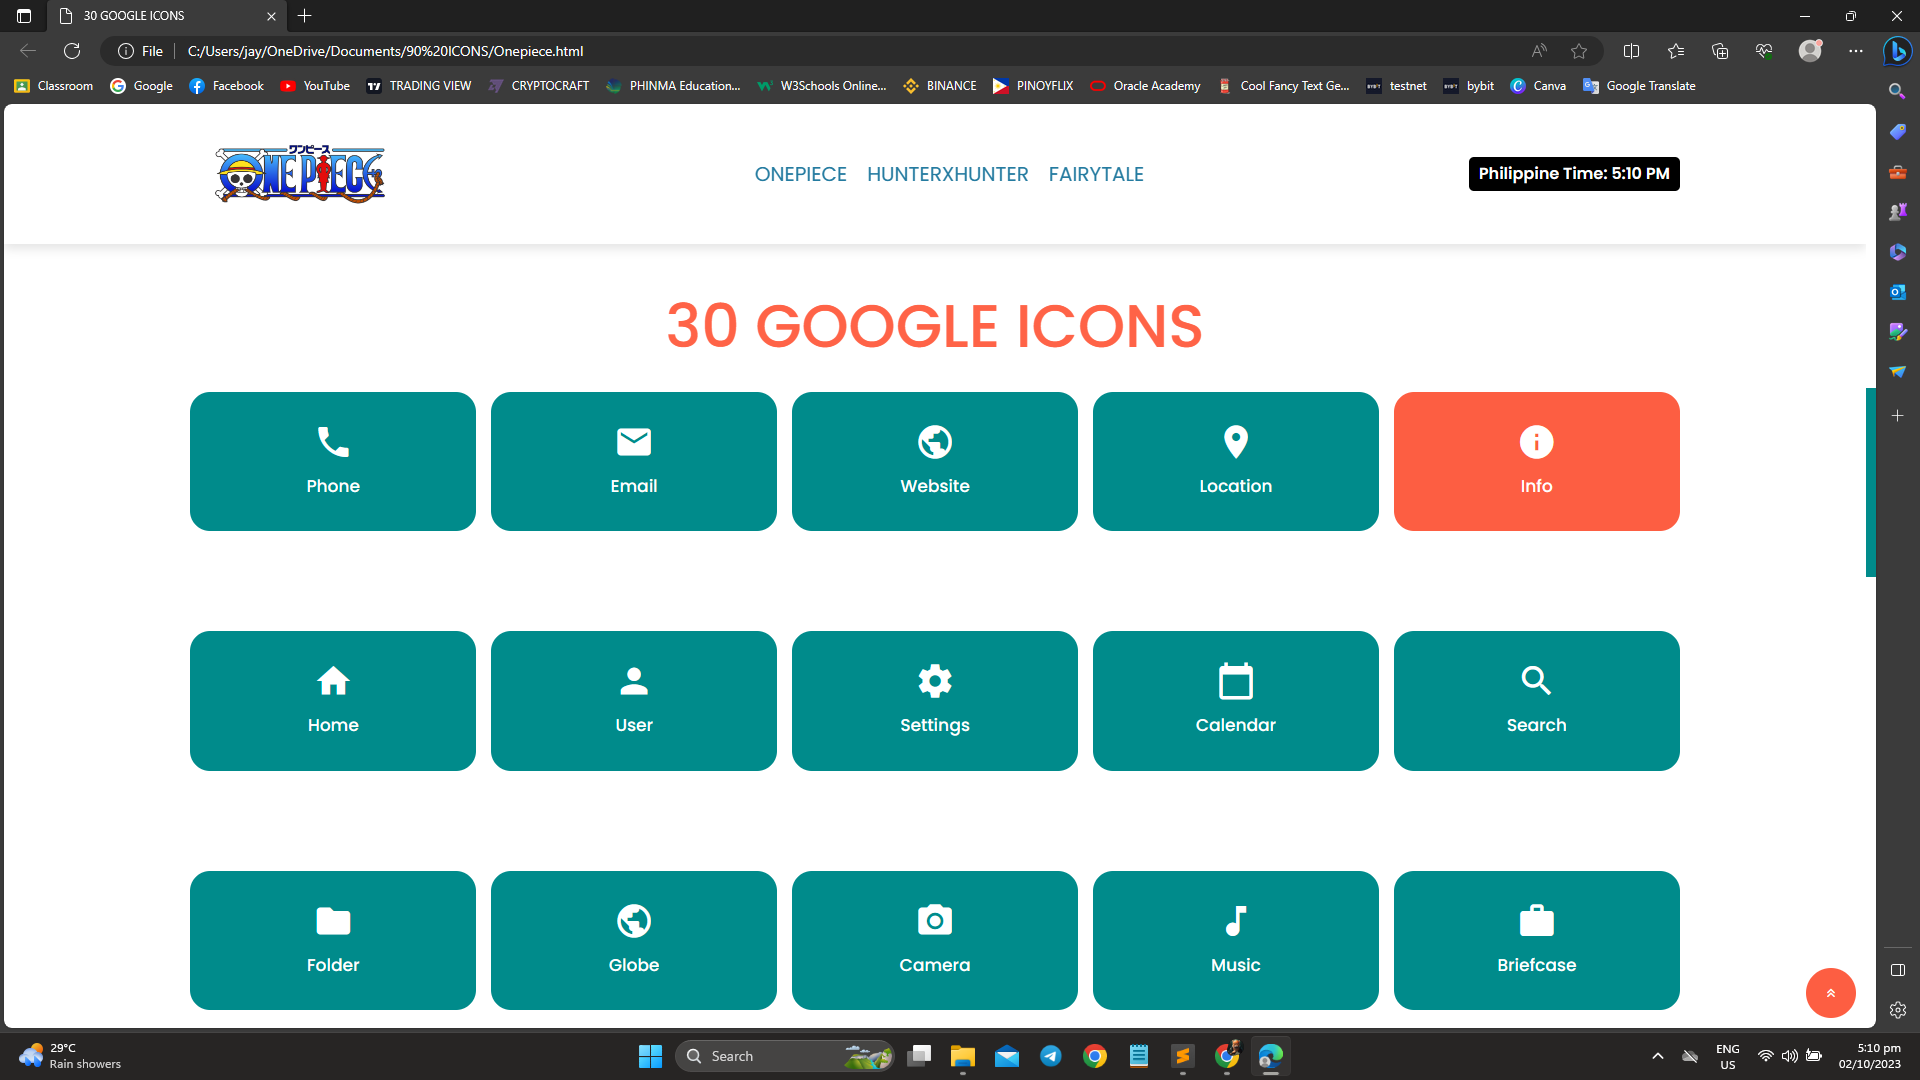 30 GOOGLE ICONS
File
C:/Users/jay/OneDrive/Documents/90%20ICONS/Onepiece.html
Classroom
Google
Facebook
YouTube
TRADING VIEW
CRYPTOCRAFT
PHINMA Education...
W3Schools Online...
BINANCE
PINOYFLIX
Oracle Academy
Cool Fancy Text Ge...
testnet
bybit
Canva
Google Translate
ワンピース
ONE PIECE
ONEPIECE
HUNTERXHUNTER
FAIRYTALE
Philippine Time: 5:10 PM
30 GOOGLE ICONS
Phone
Email
Website
Location
Info
Home
User
Settings
Calendar
Search
Folder
Globe
Camera
Music
Briefcase
29°C
Rain showers
Search
ENG
US
5:10 pm
02/10/2023